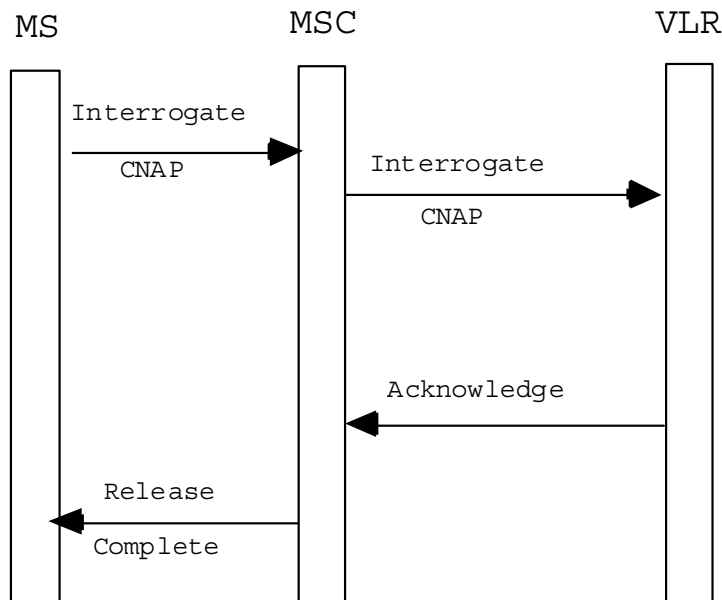 MS
MSC
VLR
Interrogate
CNAP
Interrogate
CNAP
Acknowledge
Release
Complete